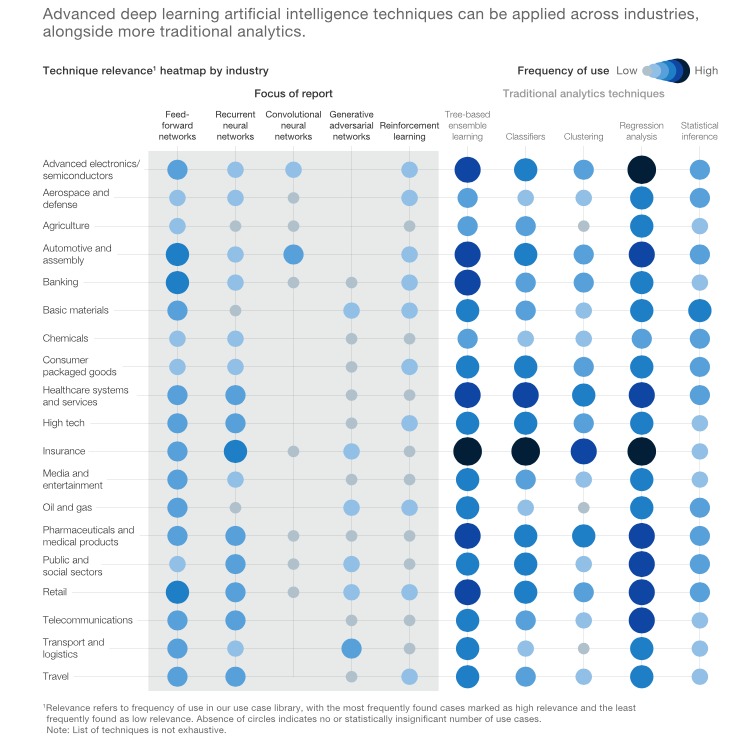 Advanced deep learning artificial intelligence techniques can be applied across industries,
alongside more traditional analytics.
Technique relevance¹ heatmap by industry
Frequency of use Low High
Focus of report
Traditional analytics techniques
Feed-
forward
networks
Recurrent
neural
networks
Convolutional
neural
networks
Generative
adversarial
networks
Reinforcement
learning
Tree-based
ensemble
learning
Classifiers
Clustering
Regression
analysis
Statistical
inference
Advanced electronics/
semiconductors
Aerospace and
defense
Agriculture
Automotive and
assembly
Banking
Basic materials
Chemicals
Consumer
packaged goods
Healthcare systems
and services
High tech
Insurance
Media and
entertainment
Oil and gas
Pharmaceuticals and
medical products
Public and
social sectors
Retail
Telecommunications
Transport and
logistics
Travel
¹Relevance refers to frequency of use in our use case library, with the most frequently found cases marked as high relevance and the least
frequently found as low relevance. Absence of circles indicates no or statistically insignificant number of use cases.
Note: List of techniques is not exhaustive.